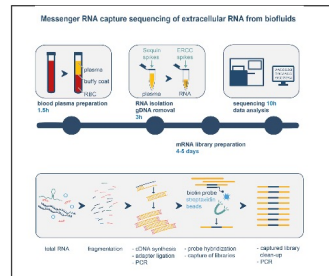 Messenger RNA capture sequencing of extracellular RNA from biofluids
plasma
buffy coat
RBC
Sequin
spikes
ERCC
spikes
plasma
RNA
blood plasma preparation
1.5h
RNA isolation
gDNA removal
3h
sequencing 10h
data analysis
mRNA library preparation
4-5 days
biotin probe
streptavidin
beads
total RNA
fragmentation
- cDNA synthesis
- adapter ligation
- PCR
- probe hybridization
- capture of libraries
- captured library
clean-up
- PCR